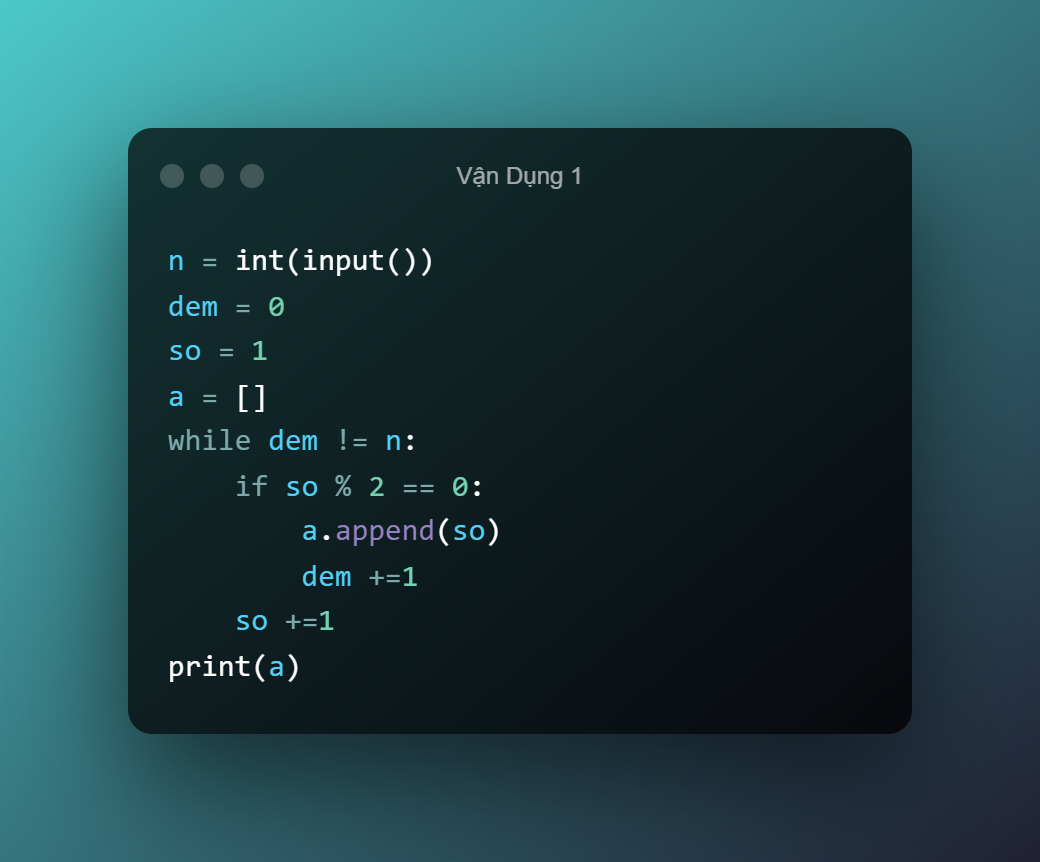 Vận Dụng 1
n = int(input())
dem = 0
so = 1
a = []
while dem != n:
    if so % 2 == 0:
        a.append(so)
        dem +=1
    so +=1
print(a)